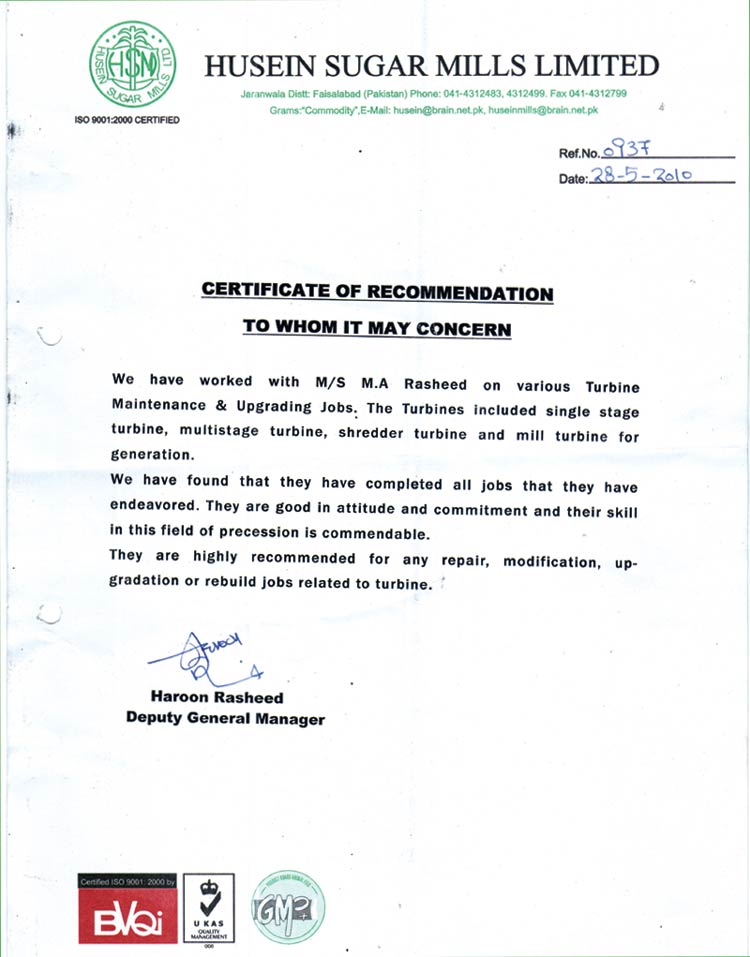 HUSEIN SUGAR MILLS LTD
HSM
ISO 9001:2000 CERTIFIED
HUSEIN SUGAR MILLS LIMITED
Jaranwala Distt: Faisalabad (Pakistan) Phone: 041-4312483, 4312499. Fax 041-4312799
Grams:"Commodity",E-Mail: husein@brain.net.pk, huseinmills@brain.net.pk
Ref.No. 0937
Date: 28-5-2010
CERTIFICATE OF RECOMMENDATION
TO WHOM IT MAY CONCERN
We have worked with M/S M.A Rasheed on various Turbine
Maintenance & Upgrading Jobs. The Turbines included single stage
turbine, multistage turbine, shredder turbine and mill turbine for
generation.
We have found that they have completed all jobs that they have
endeavored. They are good in attitude and commitment and their skill
in this field of precession is commendable.
They are highly recommended for any repair, modification, up-
gradation or rebuild jobs related to turbine.
Haroon Rasheed
Deputy General Manager
Certified ISO 9001: 2000 by
BVQi
UKAS
QUALITY
MANAGEMENT
008
GMP